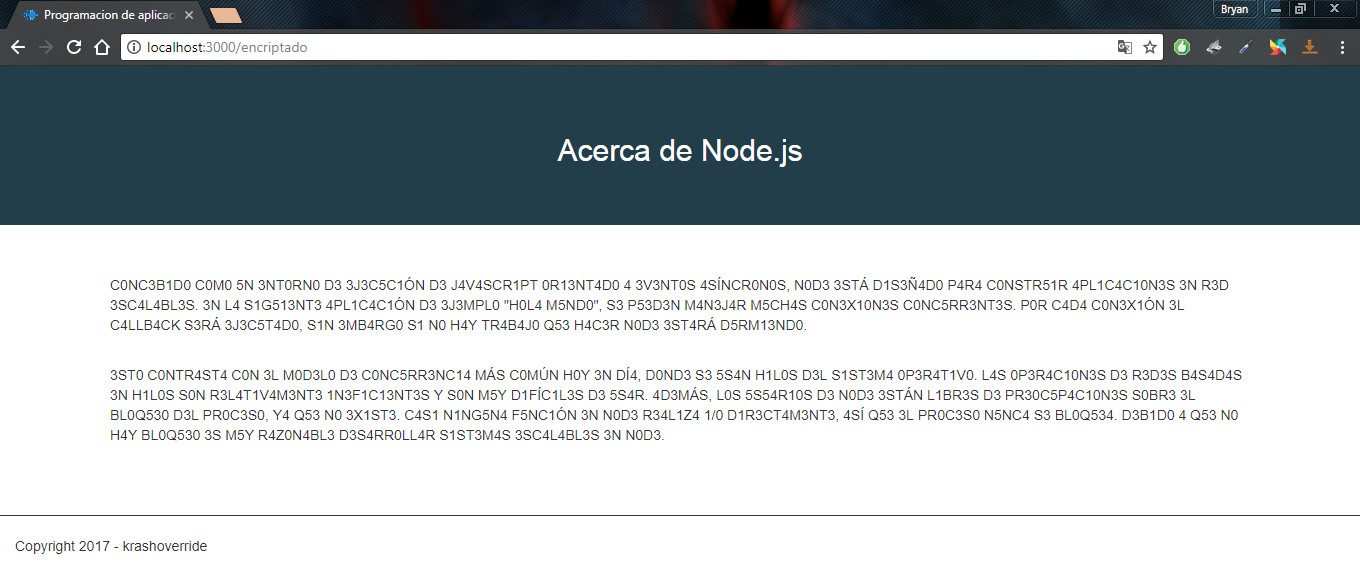 Programacion de aplicac
Bryan
localhost:3000/encriptado
Acerca de Node.js
C0NC3B1D0 C0M0 5N 3NT0RN0 D3 3J3C5C1ÓN D3 J4V4SCR1PT 0R13NT4D0 4 3V3NT0S 4SÍNCR0N0S, N0D3 3STÁ D1S3Ñ4D0 P4R4 C0NSTR51R 4PL1C4C10N3S 3N R3D
3SC4L4BL3S. 3N L4 S1G513NT3 4PL1C4C1ÓN D3 3J3MPL0 "H0L4 M5ND0", S3 P53D3N M4N3J4R M5CH4S C0N3X10N3S C0NC5RR3NT3S. P0R C4D4 C0N3X1ÓN 3L
C4LLB4CK S3RÁ 3J3C5T4D0, S1N 3MB4RG0 S1 N0 H4Y TR4B4J0 Q53 H4C3R N0D3 3ST4RÁ D5RM13ND0.
3ST0 C0NTR4ST4 C0N 3L M0D3L0 D3 C0NC5RR3NC14 MÁS C0MÚN H0Y 3N DÍ4, D0ND3 S3 5S4N H1L0S D3L S1ST3M4 0P3R4T1V0. L4S 0P3R4C10N3S D3 R3D3S B4S4D4S
3N H1L0S S0N R3L4T1V4M3NT3 1N3F1C13NT3S Y S0N M5Y D1FÍC1L3S D3 5S4R. 4D3MÁS, L0S 5S54R10S D3 N0D3 3STÁN L1BR3S D3 PR30C5P4C10N3S S0BR3 3L
BL0Q530 D3L PR0C3S0, Y4 Q53 N0 3X1ST3. C4S1 N1NG5N4 F5NC1ÓN 3N N0D3 R34L1Z4 1/0 D1R3CT4M3NT3, 4SÍ Q53 3L PR0C3S0 N5NC4 S3 BL0Q534. D3B1D0 4 Q53 N0
H4Y BL0Q530 3S M5Y R4Z0N4BL3 D3S4RR0LL4R S1ST3M4S 3SC4L4BL3S 3N N0D3.
Copyright 2017 - krashoverride